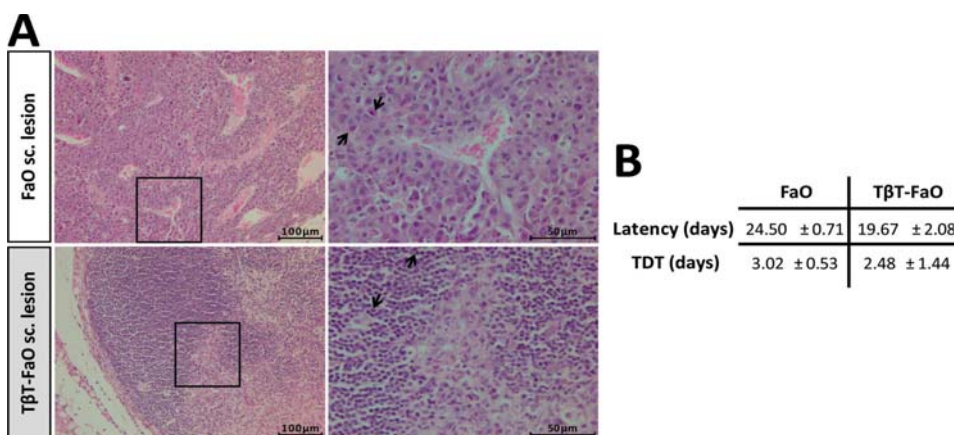 A
FaO sc. lesion
100µm
50µm
TβT-FaO sc. lesion
100µm
50µm
B
FaO TβT-FaO
Latency (days) 24.50 ±0.71 19.67 ±2.08
TDT (days) 3.02 ±0.53 2.48 ±1.44